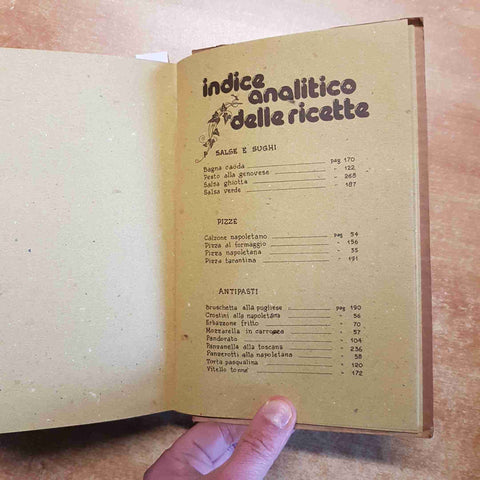 indice
analitico
delle ricette
SALSE E SUGHI
Bagna caoda pag 170
Pesto alla genovese " 122
Salsa ghiotta " 268
Salsa verde " 187
PIZZE
Calzone napoletano pag 54
Pizza al formaggio " 156
Pizza napoletana " 35
Pizza tarantina " 191
ANTIPASTI
Bruschetta alla pugliese pag 190
Crostini alla napoletana " 56
Erbazzone fritto " 70
Mozzarella in carrozza " 57
Pandorato " 104
Panzanella alla toscana " 236
Panzerotti alla napoletana " 58
Torta pasqualina " 120
Vitello tonné " 172